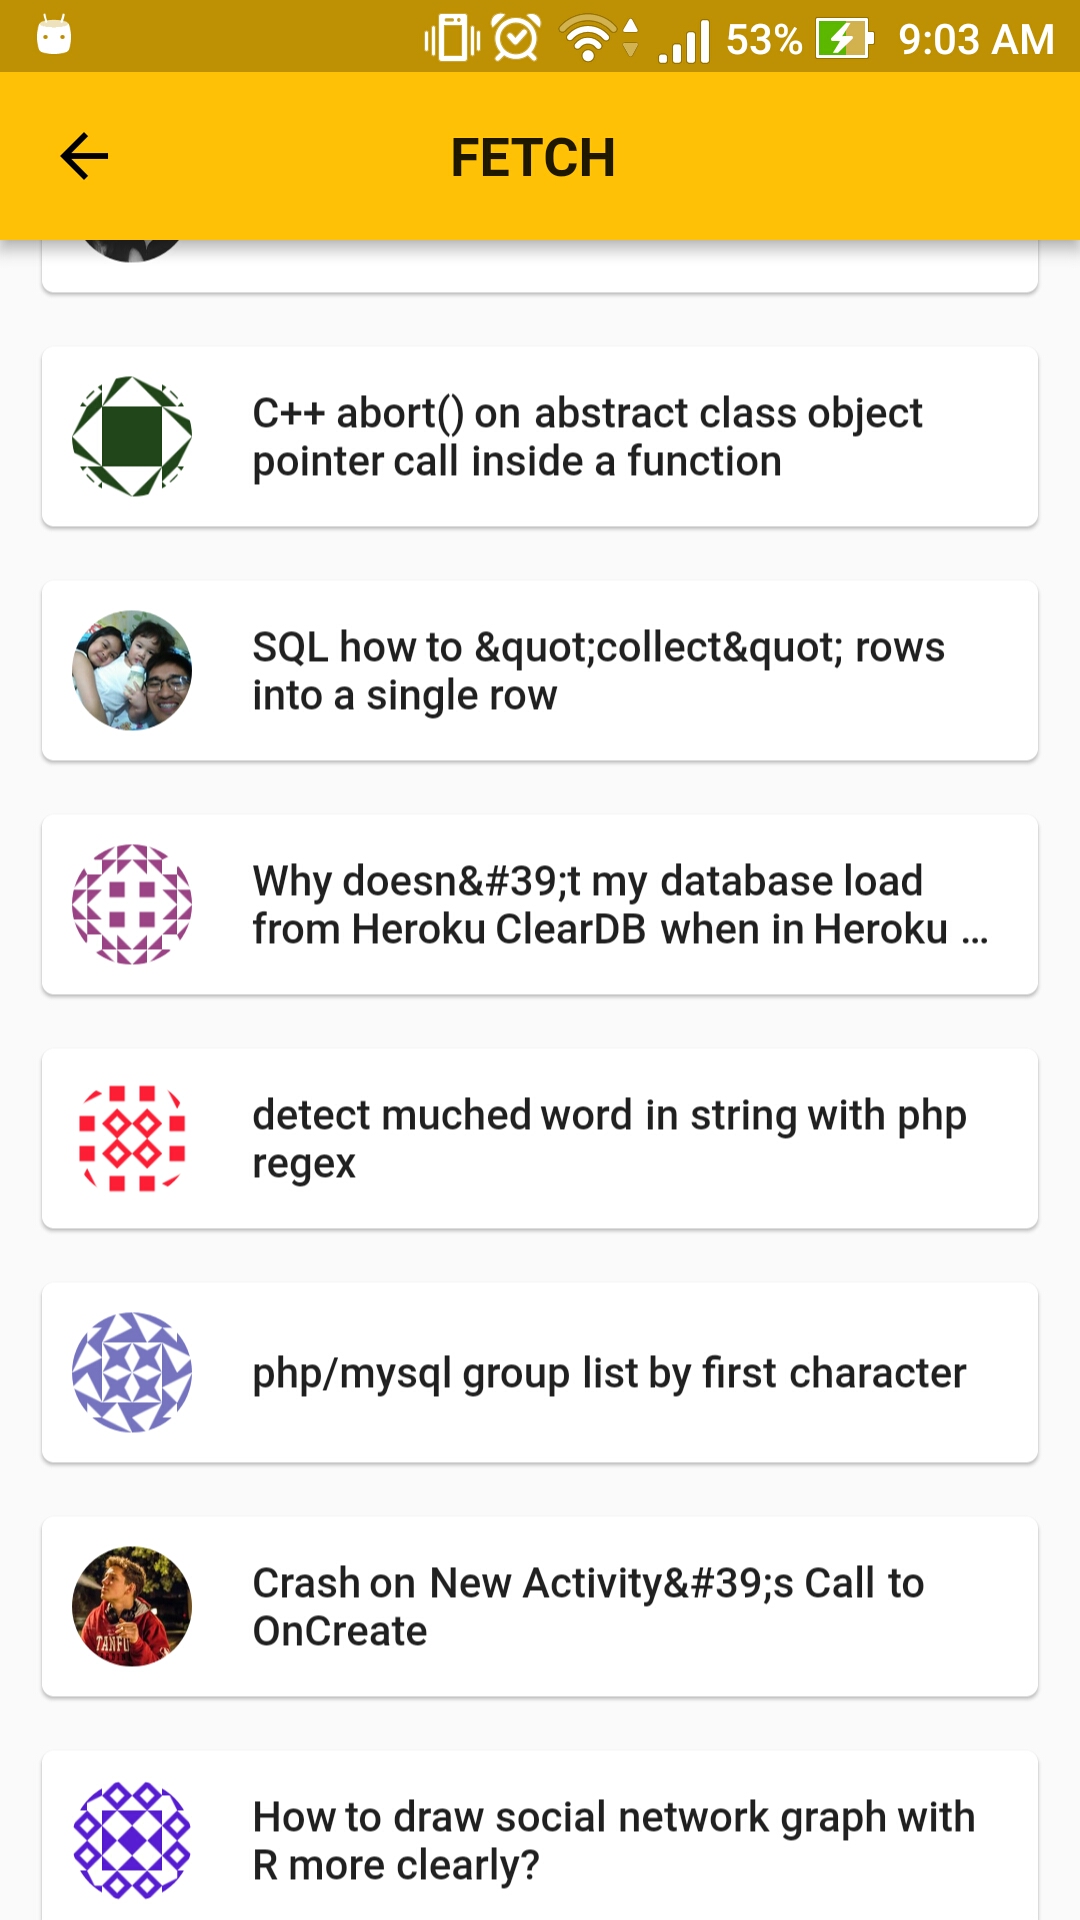 53% 9:03 AM
FETCH
C++ abort() on abstract class object
pointer call inside a function
SQL how to &quot;collect&quot; rows
into a single row
Why doesn&#39;t my database load
from Heroku ClearDB when in Heroku ...
detect muched word in string with php
regex
php/mysql group list by first character
Crash on New Activity&#39;s Call to
OnCreate
TANFO
How to draw social network graph with
R more clearly?